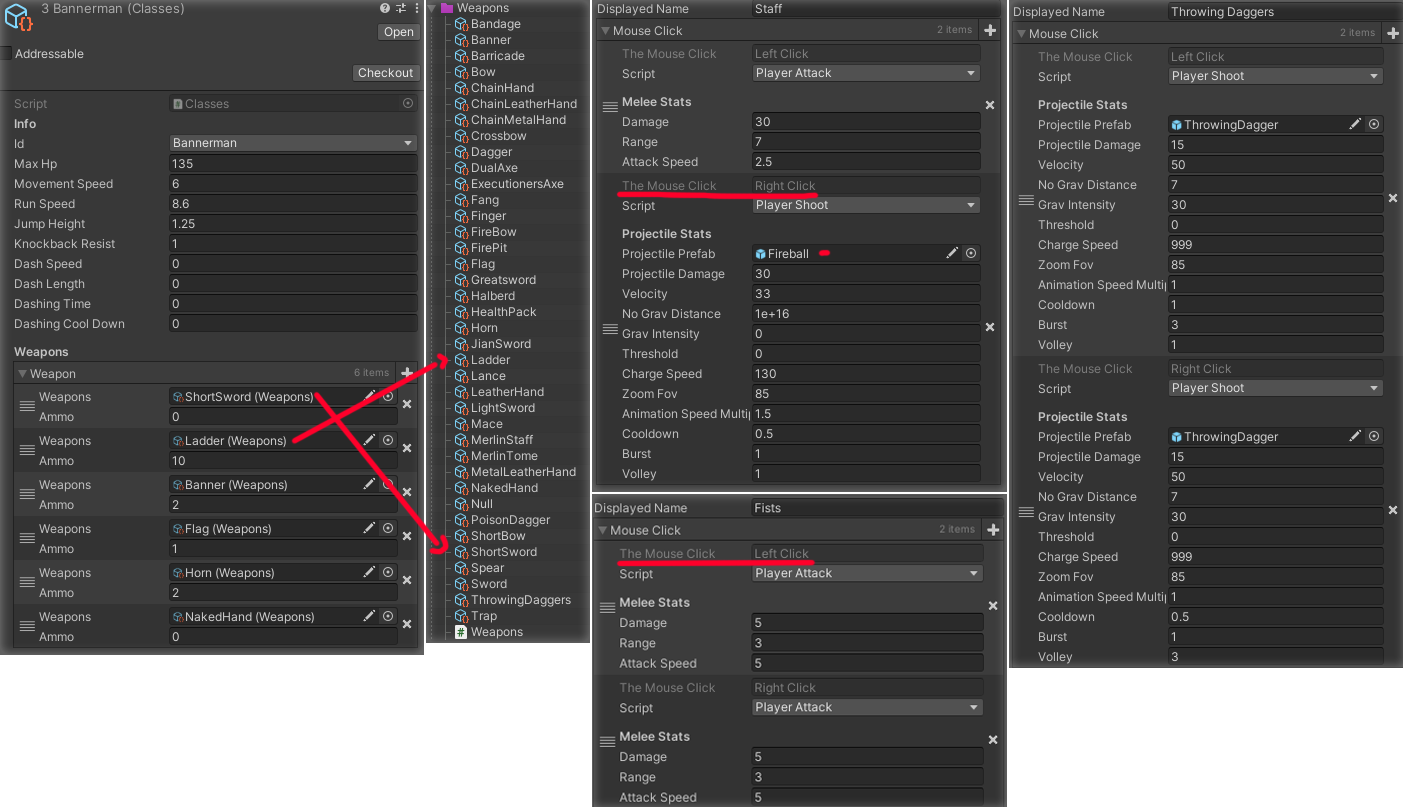 3 Bannerman (Classes)
Open
Addressable
Checkout
Script Classes
Info
Id Bannerman
Max Hp 135
Movement Speed 6
Run Speed 8.6
Jump Height 1.25
Knockback Resist 1
Dash Speed 0
Dash Length 0
Dashing Time 0
Dashing Cool Down 0
Weapons
Weapon 6 items
Weapons ShortSword (Weapons)
Ammo 0
Weapons Ladder (Weapons)
Ammo 10
Weapons Banner (Weapons)
Ammo 2
Weapons Flag (Weapons)
Ammo 1
Weapons Horn (Weapons)
Ammo 2
Weapons NakedHand (Weapons)
Ammo 0
Weapons
Bandage
Banner
Barricade
Bow
ChainHand
ChainLeatherHand
ChainMetalHand
Crossbow
Dagger
DualAxe
ExecutionersAxe
Fang
Finger
FireBow
FirePit
Flag
Greatsword
Halberd
HealthPack
Horn
JianSword
Ladder
Lance
LeatherHand
LightSword
Mace
MerlinStaff
MerlinTome
MetalLeatherHand
NakedHand
Null
PoisonDagger
ShortBow
ShortSword
Spear
Sword
ThrowingDaggers
Trap
Weapons
Displayed Name Staff
Mouse Click 2 items
The Mouse Click Left Click
Script Player Attack
Melee Stats
Damage 30
Range 7
Attack Speed 2.5
The Mouse Click Right Click
Script Player Shoot
Projectile Stats
Projectile Prefab Fireball
Projectile Damage 30
Velocity 33
No Grav Distance 1e+16
Grav Intensity 0
Threshold 0
Charge Speed 130
Zoom Fov 85
Animation Speed Multi 1.5
Cooldown 0.5
Burst 1
Volley 1
Displayed Name Fists
Mouse Click 2 items
The Mouse Click Left Click
Script Player Attack
Melee Stats
Damage 5
Range 3
Attack Speed 5
The Mouse Click Right Click
Script Player Attack
Melee Stats
Damage 5
Range 3
Attack Speed 5
Displayed Name Throwing Daggers
Mouse Click 2 items
The Mouse Click Left Click
Script Player Shoot
Projectile Stats
Projectile Prefab ThrowingDagger
Projectile Damage 15
Velocity 50
No Grav Distance 7
Grav Intensity 30
Threshold 0
Charge Speed 999
Zoom Fov 85
Animation Speed Multi 1
Cooldown 1
Burst 3
Volley 1
The Mouse Click Right Click
Script Player Shoot
Projectile Stats
Projectile Prefab ThrowingDagger
Projectile Damage 15
Velocity 50
No Grav Distance 7
Grav Intensity 30
Threshold 0
Charge Speed 999
Zoom Fov 85
Animation Speed Multi 1
Cooldown 0.5
Burst 1
Volley 3